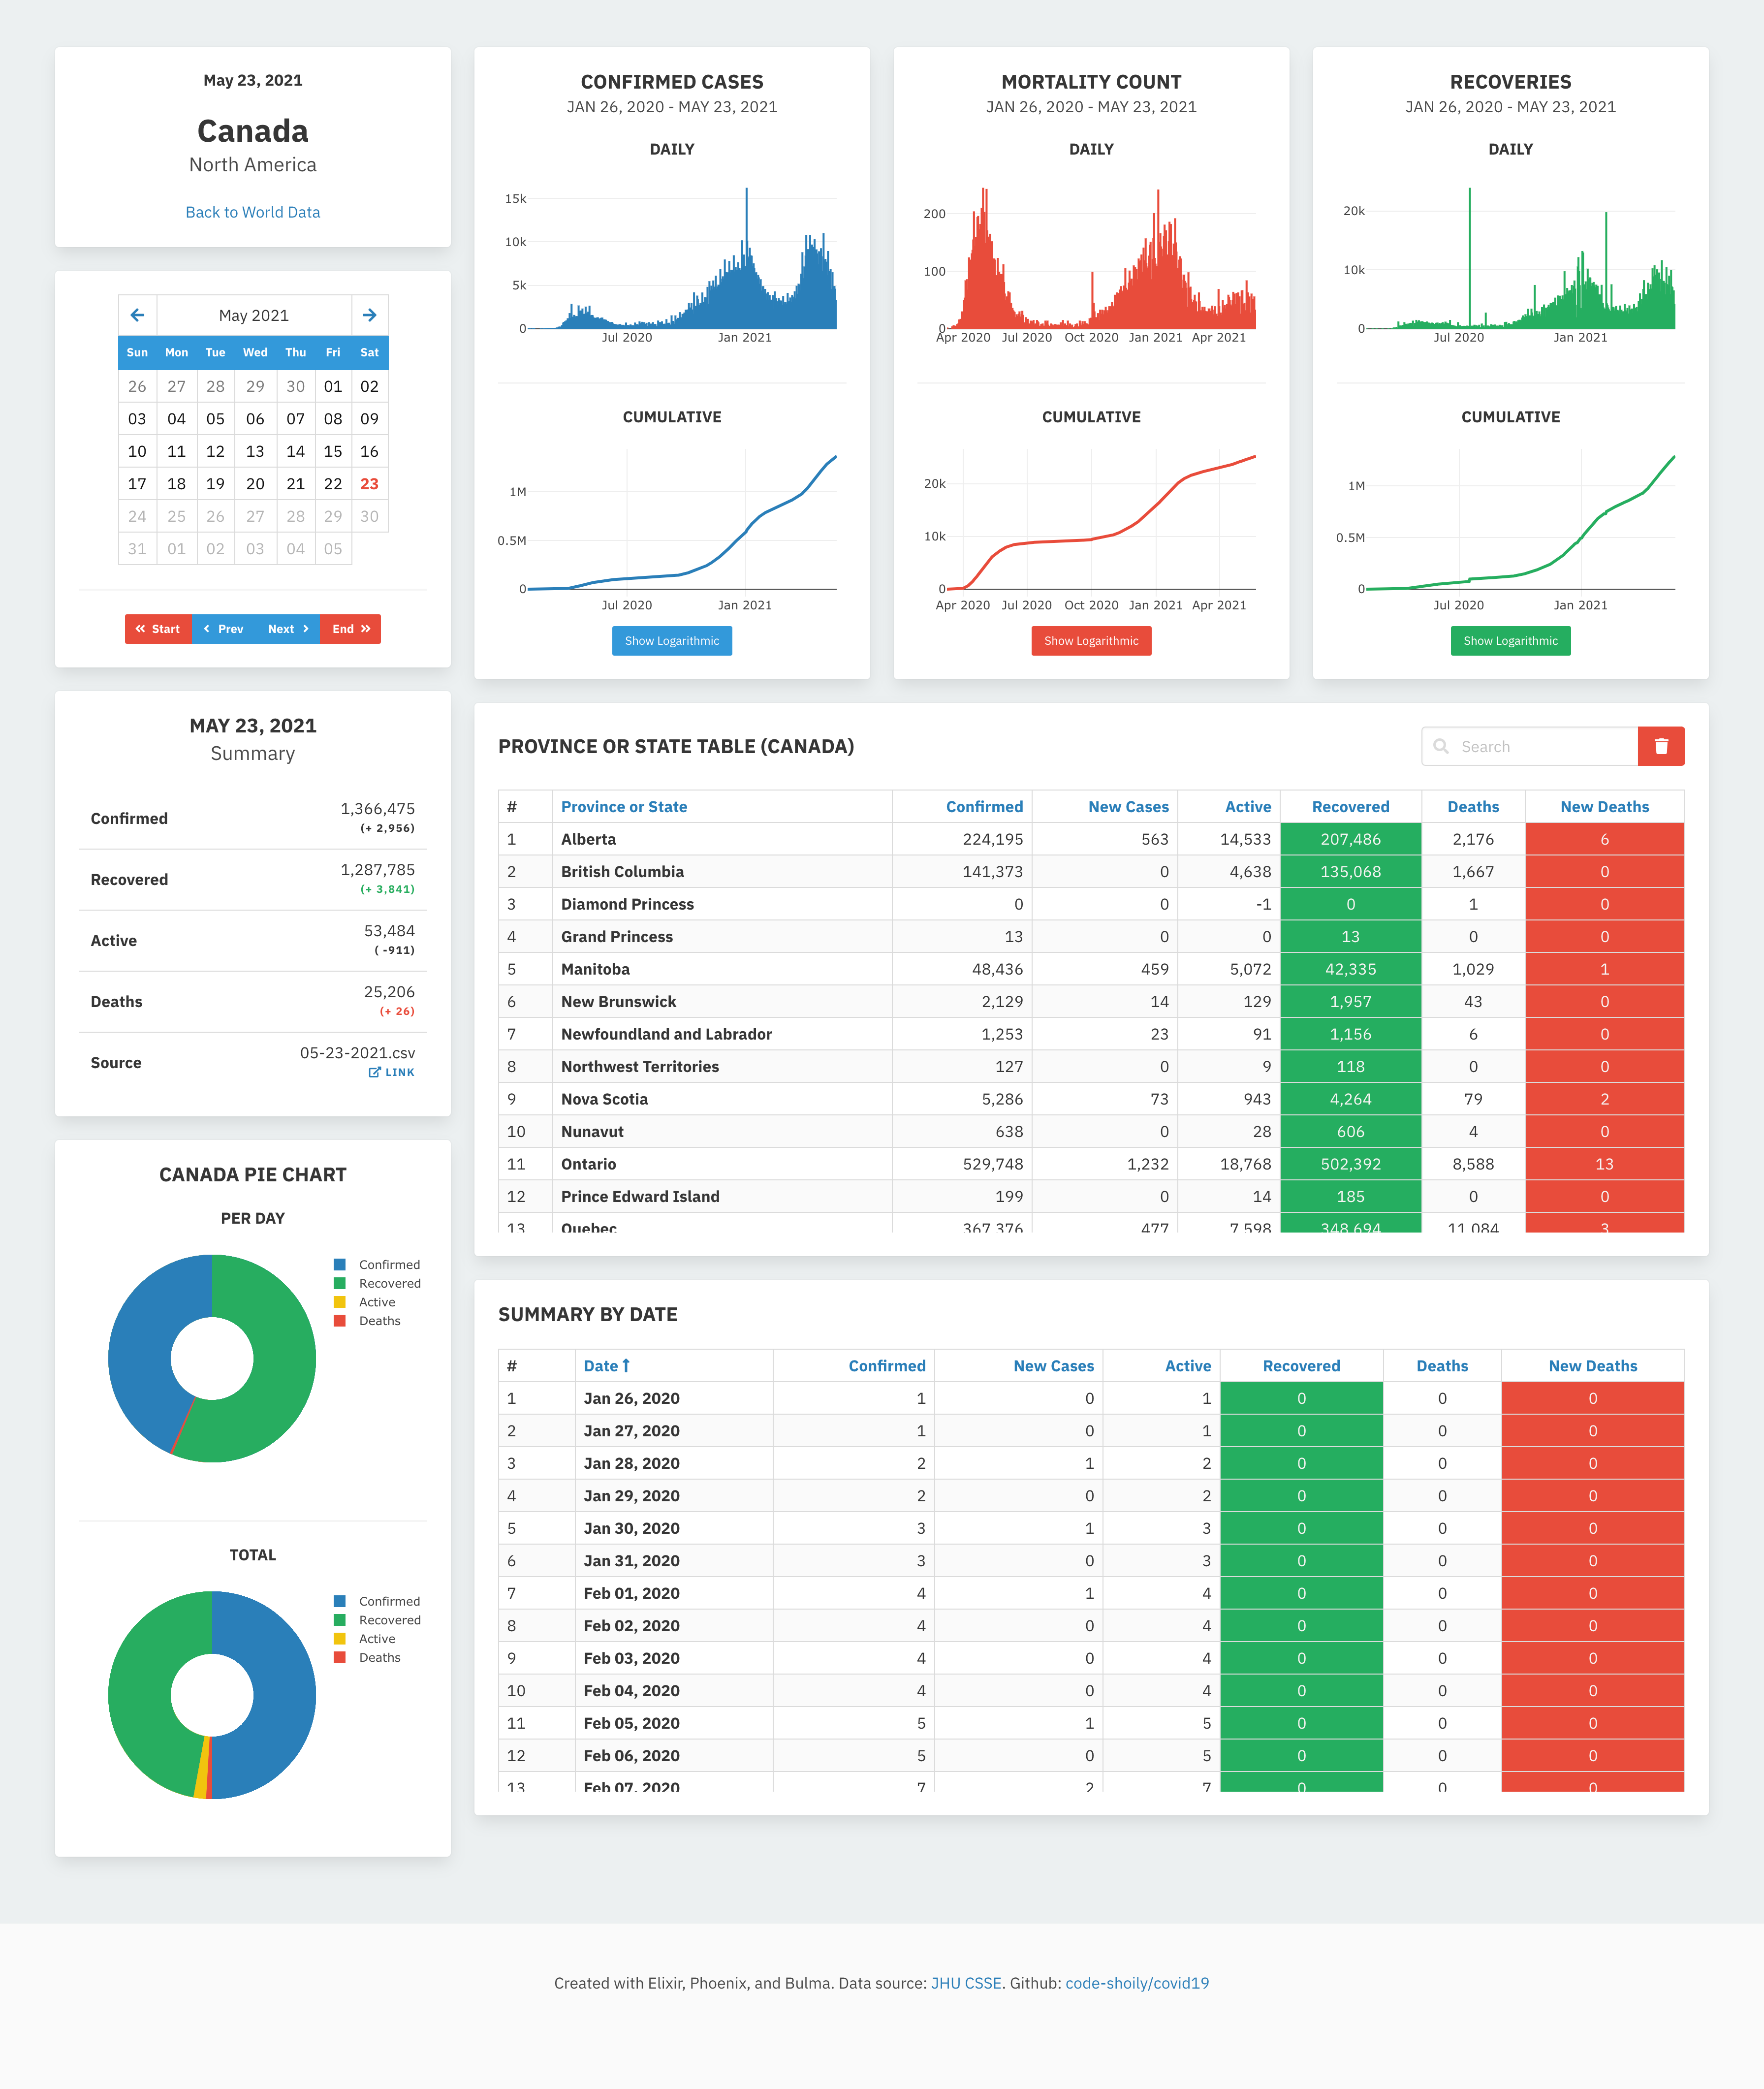 May 23, 2021
Canada
North America
Back to World Data
May 2021
Sun Mon Tue Wed Thu Fri Sat
26 27 28 29 30 01 02
03 04 05 06 07 08 09
10 11 12 13 14 15 16
17 18 19 20 21 22 23
24 25 26 27 28 29 30
31 01 02 03 04 05
Start Prev Next End
MAY 23, 2021
Summary
Confirmed 1,366,475
(+ 2,956)
Recovered 1,287,785
(+ 3,841)
Active 53,484
( -911)
Deaths 25,206
(+ 26)
Source 05-23-2021.csv
LINK
CANADA PIE CHART
PER DAY
Confirmed
Recovered
Active
Deaths
TOTAL
Confirmed
Recovered
Active
Deaths
CONFIRMED CASES
JAN 26, 2020 - MAY 23, 2021
DAILY
15k
10k
5k
0
Jul 2020 Jan 2021
CUMULATIVE
1M
0.5M
0
Jul 2020 Jan 2021
Show Logarithmic
MORTALITY COUNT
JAN 26, 2020 - MAY 23, 2021
DAILY
200
100
0
Apr 2020 Jul 2020 Oct 2020 Jan 2021 Apr 2021
CUMULATIVE
20k
10k
0
Apr 2020 Jul 2020 Oct 2020 Jan 2021 Apr 2021
Show Logarithmic
RECOVERIES
JAN 26, 2020 - MAY 23, 2021
DAILY
20k
10k
0
Jul 2020 Jan 2021
CUMULATIVE
1M
0.5M
0
Jul 2020 Jan 2021
Show Logarithmic
PROVINCE OR STATE TABLE (CANADA)
Search
# Province or State Confirmed New Cases Active Recovered Deaths New Deaths
1 Alberta 224,195 563 14,533 207,486 2,176 6
2 British Columbia 141,373 0 4,638 135,068 1,667 0
3 Diamond Princess 0 0 -1 0 1 0
4 Grand Princess 13 0 0 13 0 0
5 Manitoba 48,436 459 5,072 42,335 1,029 1
6 New Brunswick 2,129 14 129 1,957 43 0
7 Newfoundland and Labrador 1,253 23 91 1,156 6 0
8 Northwest Territories 127 0 9 118 0 0
9 Nova Scotia 5,286 73 943 4,264 79 2
10 Nunavut 638 0 28 606 4 0
11 Ontario 529,748 1,232 18,768 502,392 8,588 13
12 Prince Edward Island 199 0 14 185 0 0
13 Quebec 367,376 477 7,598 348,694 11,084 3
SUMMARY BY DATE
# Date Confirmed New Cases Active Recovered Deaths New Deaths
1 Jan 26, 2020 1 0 1 0 0 0
2 Jan 27, 2020 1 0 1 0 0 0
3 Jan 28, 2020 2 1 2 0 0 0
4 Jan 29, 2020 2 0 2 0 0 0
5 Jan 30, 2020 3 1 3 0 0 0
6 Jan 31, 2020 3 0 3 0 0 0
7 Feb 01, 2020 4 1 4 0 0 0
8 Feb 02, 2020 4 0 4 0 0 0
9 Feb 03, 2020 4 0 4 0 0 0
10 Feb 04, 2020 4 0 4 0 0 0
11 Feb 05, 2020 5 1 5 0 0 0
12 Feb 06, 2020 5 0 5 0 0 0
13 Feb 07, 2020 7 2 7 0 0 0
Created with Elixir, Phoenix, and Bulma. Data source: JHU CSSE. Github: code-shoily/covid19